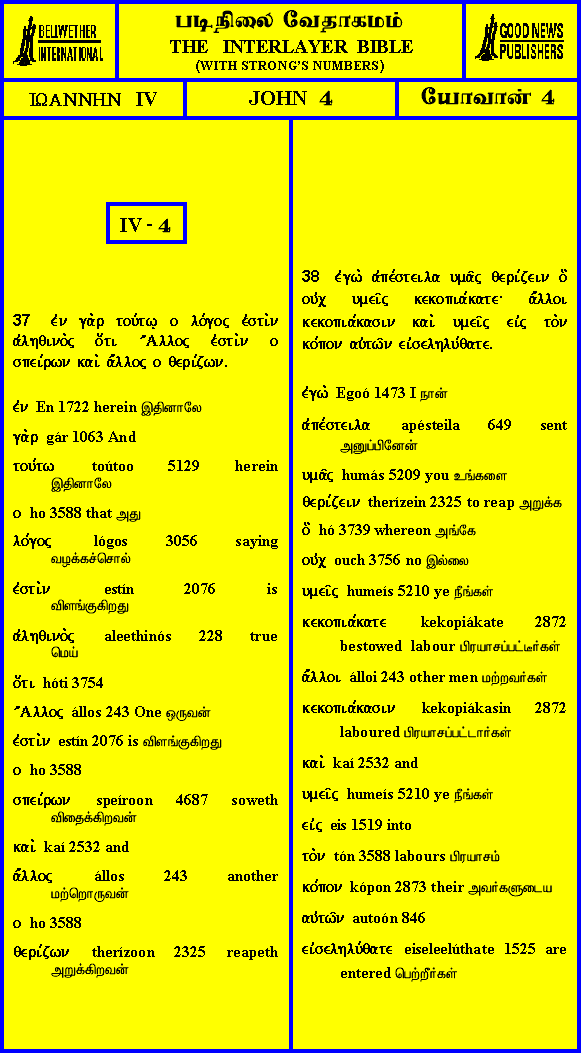 BELLWETHER
INTERNATIONAL
படிநிலை வேதாகமம்
THE INTERLAYER BIBLE
(WITH STRONG'S NUMBERS)
GOOD NEWS
PUBLISHERS
ΙΩΑΝΝΗΝ IV
JOHN 4
யோவான் 4
IV - 4
37 ἐν γὰρ τούτῳ ο λόγος ἐστὶν
ἀληθινὸς ὅτι Ἄλλος ἐστὶν ο
σπείρων καὶ ἄλλος ο θερίζων.
ἐν En 1722 herein இதினாலே
γὰρ gár 1063 And
τούτω toútoo 5129 herein
இதினாலே
ο ho 3588 that அது
λόγος lógos 3056 saying
வழக்கச்சொல்
ἐστὶν estín 2076 is
விளங்குகிறது
ἀληθινὸς aleethinós 228 true
மெய்
ὅτι hóti 3754
Ἄλλος állos 243 One ஒருவன்
ἐστὶν estín 2076 is விளங்குகிறது
ο ho 3588
σπείρων speíroon 4687 soweth
விதைக்கிறவன்
καὶ kaí 2532 and
ἄλλος állos 243 another
மற்றொருவன்
ο ho 3588
θερίζων therízoon 2325 reapeth
அறுக்கிறவன்
38 ἐγὼ ἀπέστειλα υμᾶς θερίζειν ὃ
οὐχ υμεῖς κεκοπιάκατε· ἄλλοι
κεκοπιάκασιν καὶ υμεῖς εἰς τὸν
κόπον αὐτῶν εἰσεληλύθατε.
ἐγὼ Egoó 1473 I நான்
ἀπέστειλα apésteila 649 sent
அனுப்பினேன்
υμᾶς humás 5209 you உங்களை
θερίζειν therízein 2325 to reap அறுக்க
ὃ hó 3739 whereon அங்கே
οὐχ ouch 3756 no இல்லை
υμεῖς humeís 5210 ye நீங்கள்
κεκοπιάκατε kekopiákate 2872
bestowed labour பிரயாசப்பட்டீர்கள்
ἄλλοι álloi 243 other men மற்றவர்கள்
κεκοπιάκασιν kekopiákasin 2872
laboured பிரயாசப்பட்டார்கள்
καὶ kaí 2532 and
υμεῖς humeís 5210 ye நீங்கள்
εἰς eis 1519 into
τὸν tón 3588 labours பிரயாசம்
κόπον kópon 2873 their அவர்களுடைய
αὐτῶν autoón 846
εἰσεληλύθατε eiseleelúthate 1525 are
entered பெற்றீர்கள்